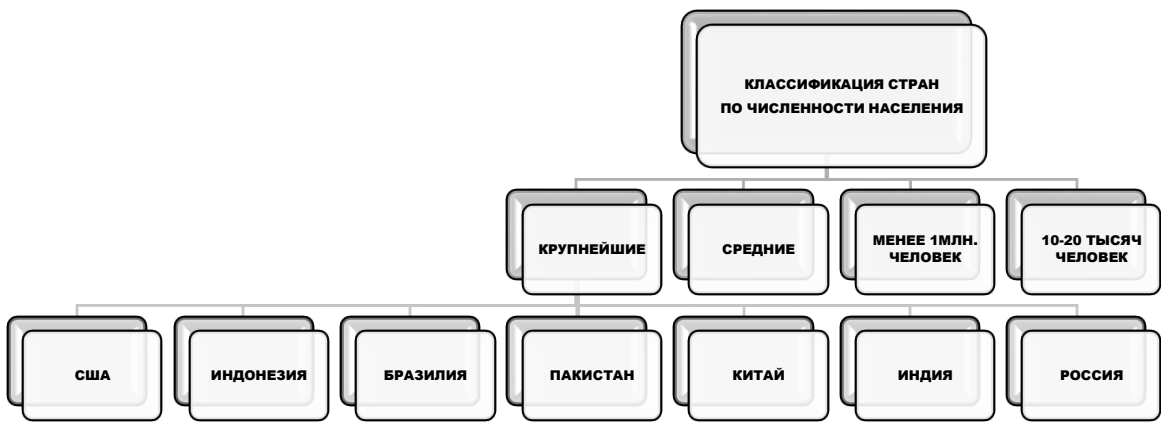 КЛАССИФИКАЦИЯ СТРАН
ПО ЧИСЛЕННОСТИ НАСЕЛЕНИЯ
КРУПНЕЙШИЕ
СРЕДНИЕ
МЕНЕЕ 1МЛН.
ЧЕЛОВЕК
10-20 ТЫСЯЧ
ЧЕЛОВЕК
США
ИНДОНЕЗИЯ
БРАЗИЛИЯ
ПАКИСТАН
КИТАЙ
ИНДИЯ
РОССИЯ